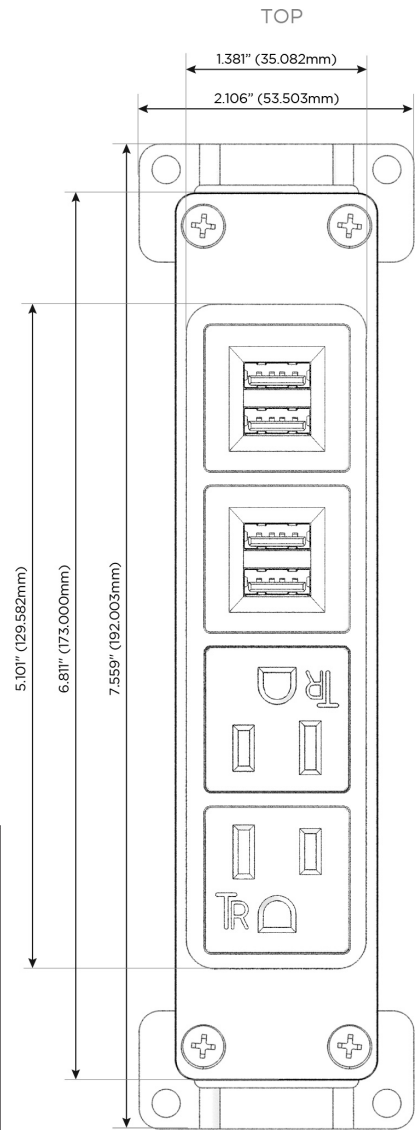 TOP
1.381" (35.082mm)
2.106" (53.503mm)
5.101" (129.582mm)
6.811" (173.000mm)
7.559" (192.003mm)
TR
TR